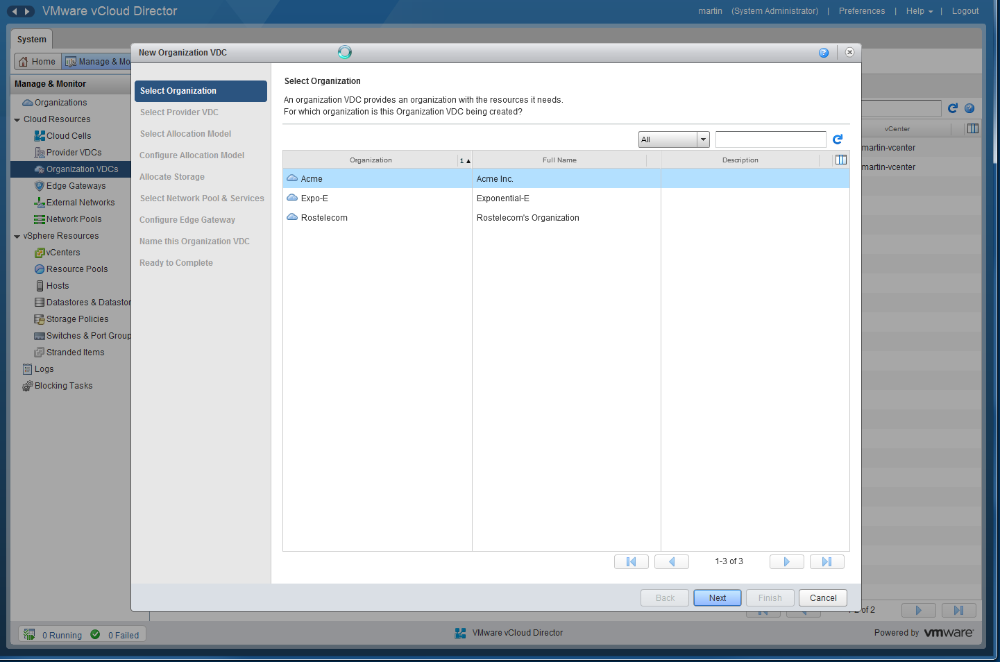 VMware vCloud Director
martin (System Administrator) | Preferences | Help | Logout
System
Home
Manage & Mo
New Organization VDC
Manage & Monitor
Organizations
Cloud Resources
Cloud Cells
Provider VDCs
Organization VDCs
Edge Gateways
External Networks
Network Pools
vSphere Resources
vCenters
Resource Pools
Hosts
Datastores & Datastor
Storage Policies
Switches & Port Group
Stranded Items
Logs
Blocking Tasks
Select Organization
Select Provider VDC
Select Allocation Model
Configure Allocation Model
Allocate Storage
Select Network Pool & Services
Configure Edge Gateway
Name this Organization VDC
Ready to Complete
Select Organization
An organization VDC provides an organization with the resources it needs.
For which organization is this Organization VDC being created?
All
Organization 1 ▲ Full Name Description
Acme Acme Inc.
Expo-E Exponential-E
Rostelecom Rostelecom's Organization
1-3 of 3
Back Next Finish Cancel
vCenter
martin-vcenter
martin-vcenter
of 2
0 Running 0 Failed
VMware vCloud Director
Powered by vmware